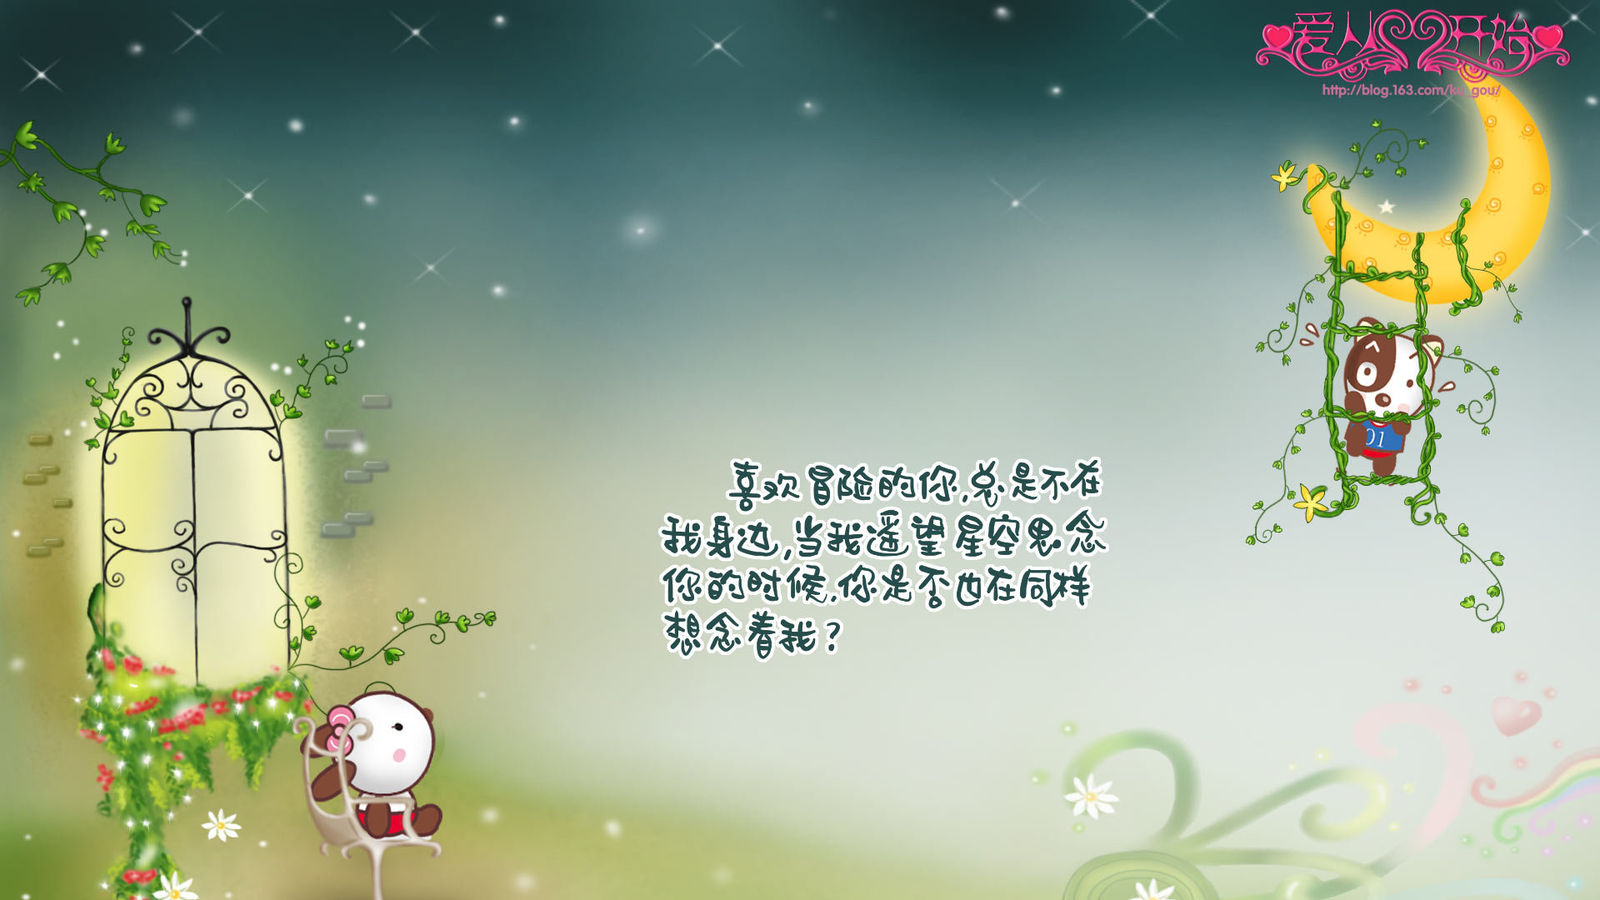 爱从22开始
http://blog.163.com/ku_gou/
喜欢冒险的你,总是不在
我身边,当我遥望星空思念
你的时候,你是否也在同样
想念着我?
01